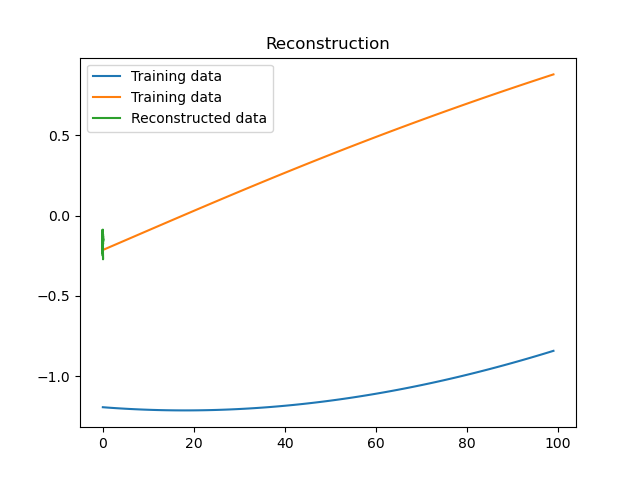 Reconstruction
Training data
Training data
Reconstructed data
0.5
0.0
−0.5
−1.0
0 20 40 60 80 100